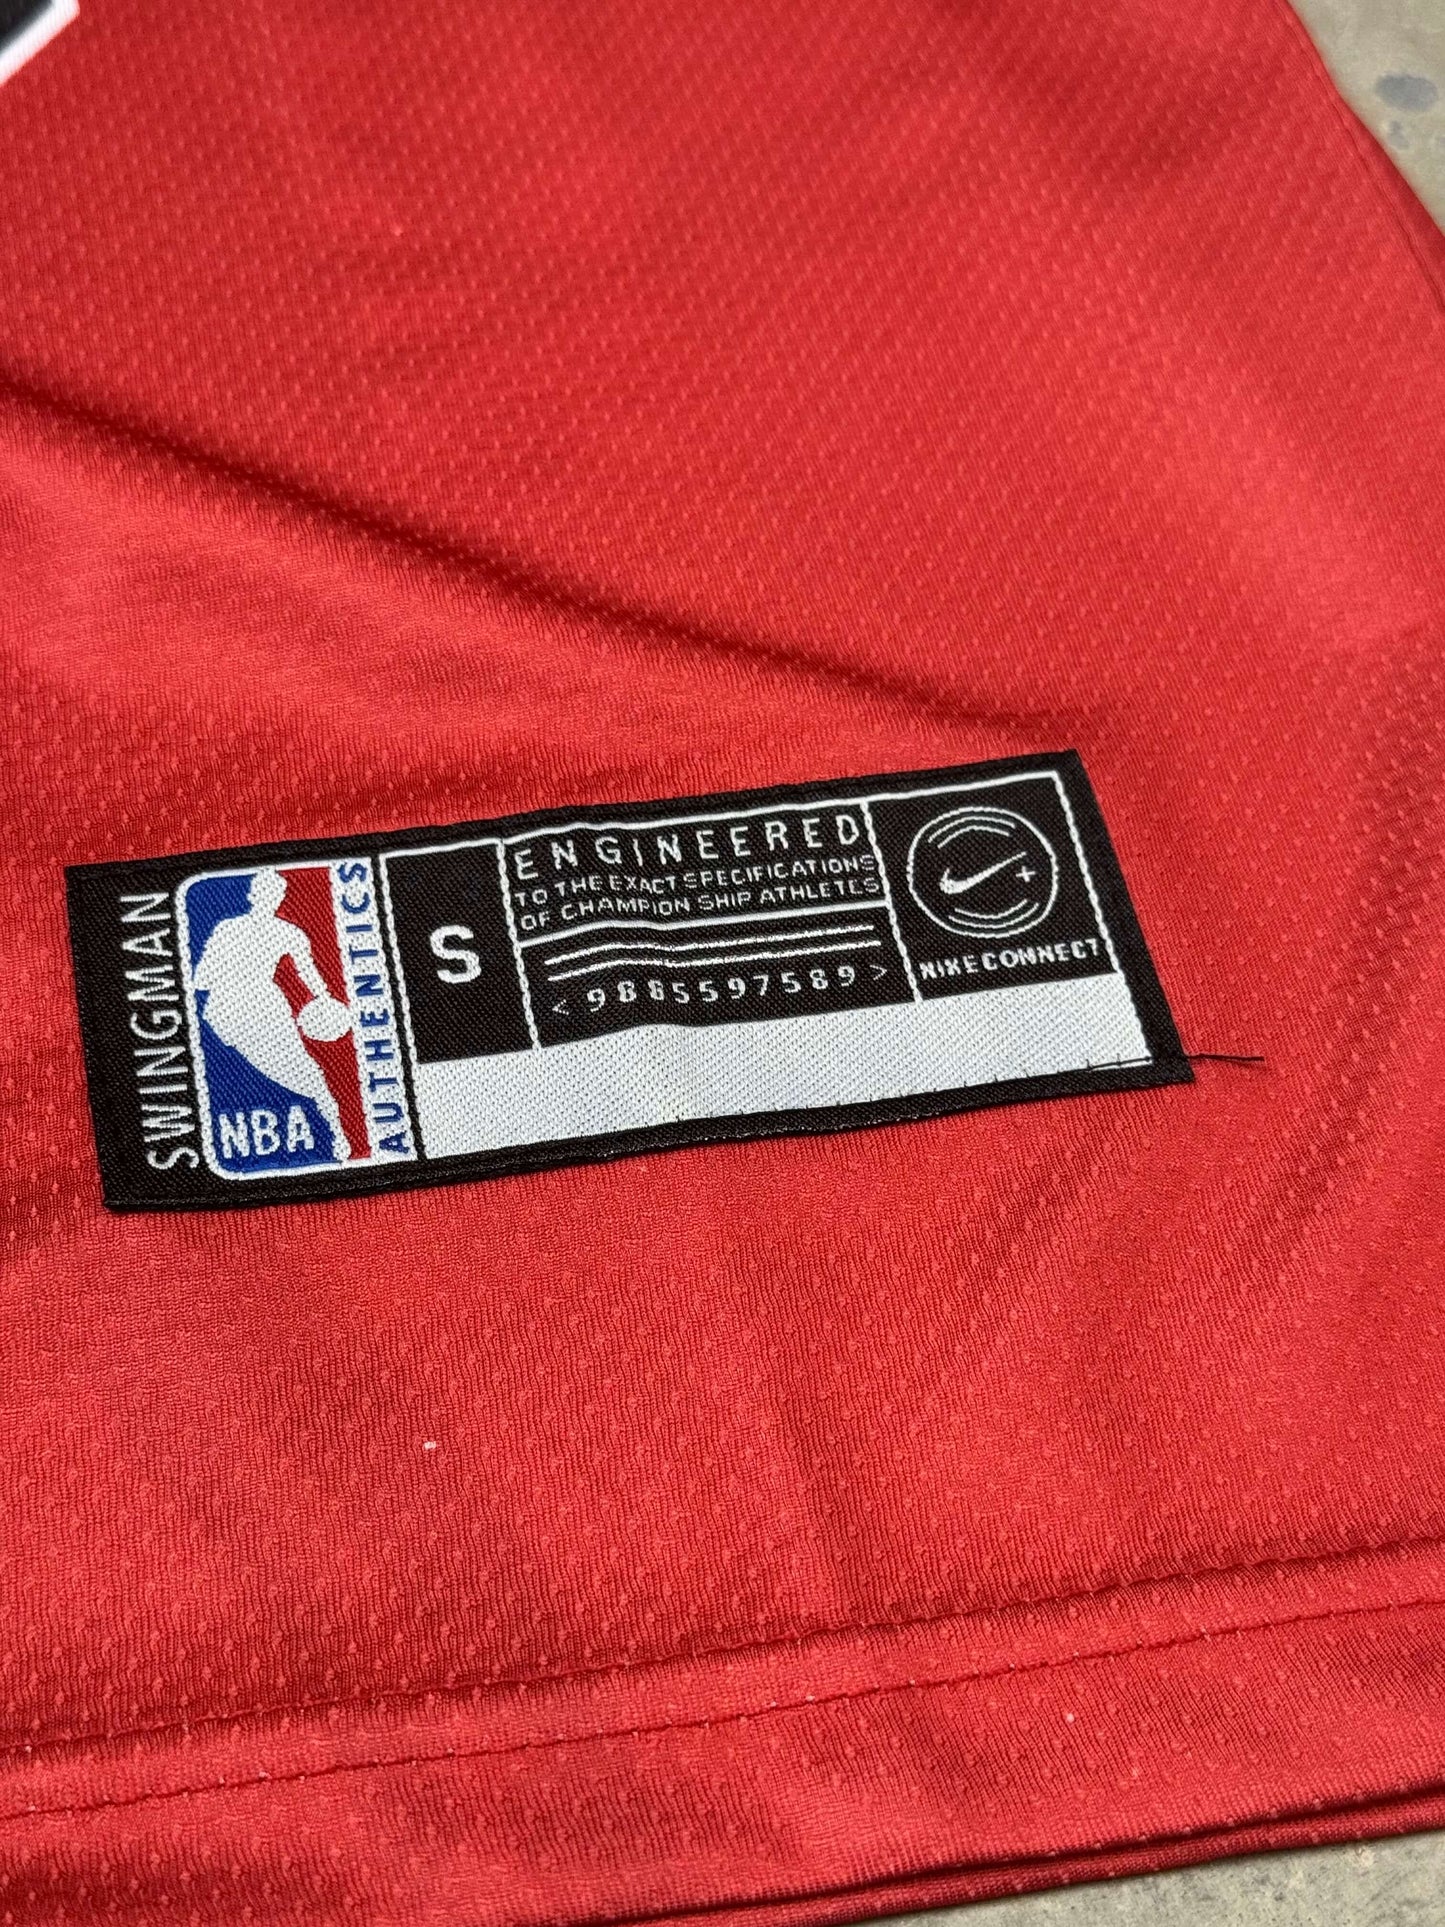 SWINGMAN
NBA
AUTHENTICS
S
ENGINEERED
TO THE EXACT SPECIFICATIONS
OF CHAMPION SHIP ATHLETES
< 9885597589 >
NIKECONNECT